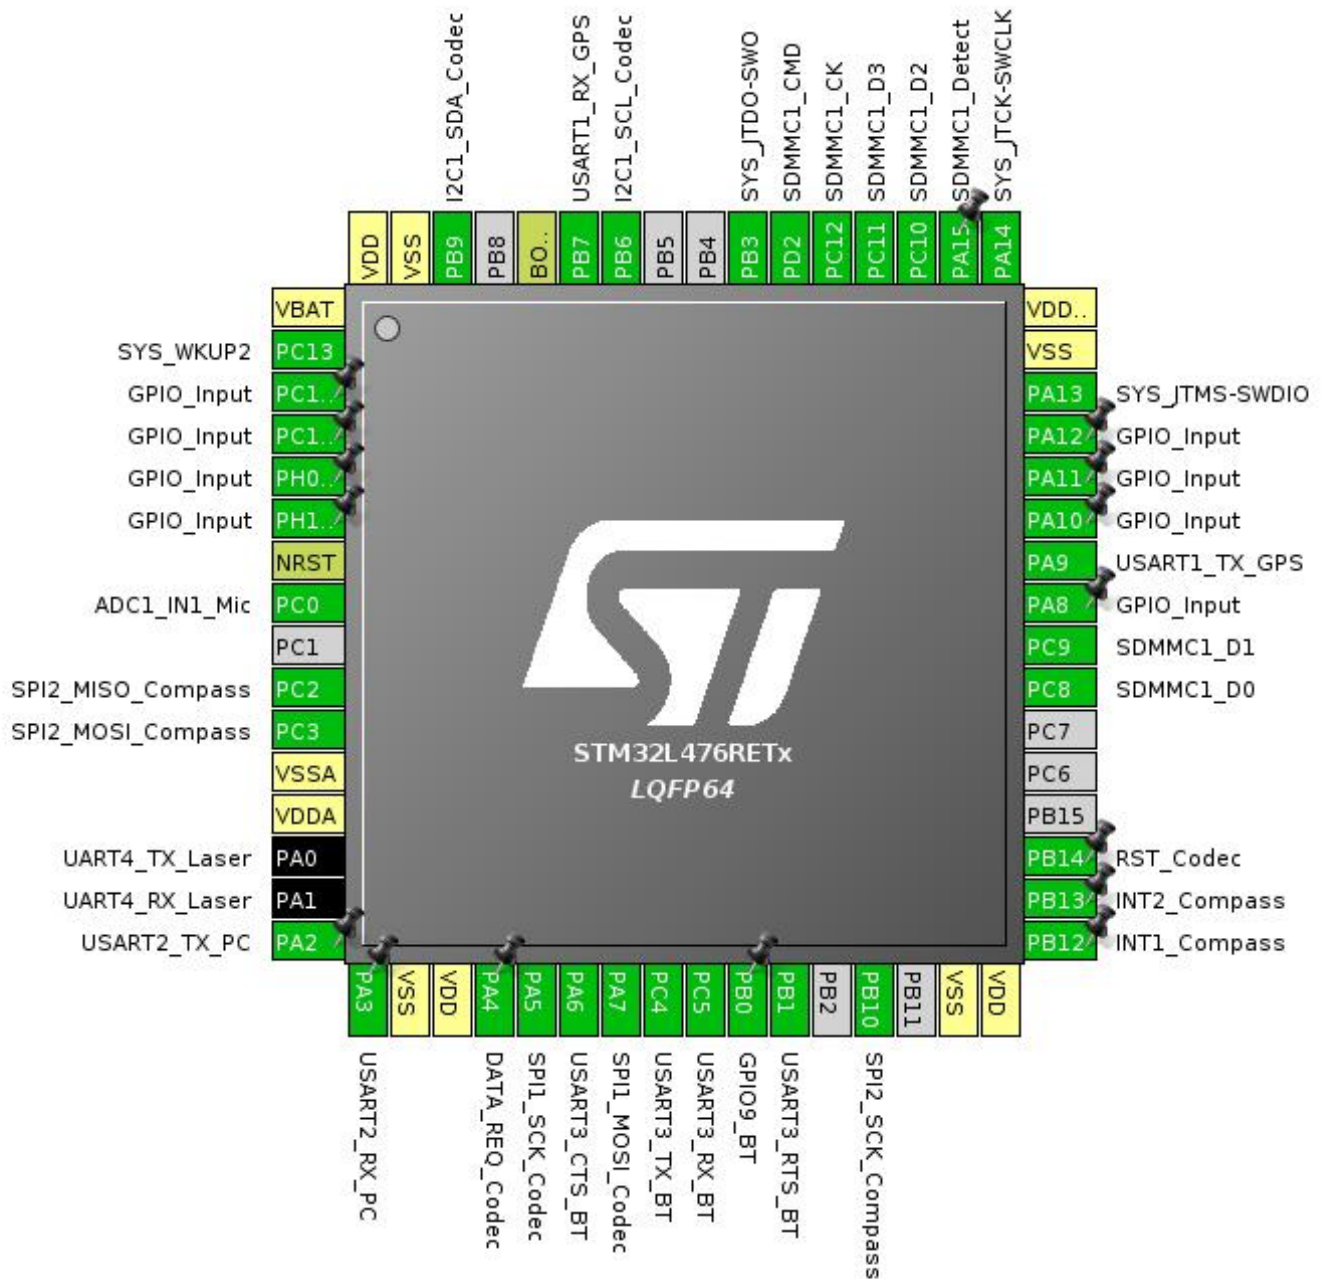 I2C1_SDA_Codec
USART1_RX_GPS
I2C1_SCL_Codec
SYS_JTDO-SWO
SDMMC1_CMD
SDMMC1_CK
SDMMC1_D3
SDMMC1_D2
SDMMC1_Detect
SYS_JTCK-SWCLK
VDD
VSS
PB9
PB8
BO..
PB7
PB6
PB5
PB4
PB3
PD2
PC12
PC11
PC10
PA15
PA14
VBAT
VDD..
SYS_WKUP2 PC13
VSS
GPIO_Input PC1..
PA13 SYS_JTMS-SWDIO
GPIO_Input PC1..
PA12 GPIO_Input
GPIO_Input PH0..
PA11 GPIO_Input
GPIO_Input PH1..
PA10 GPIO_Input
NRST
PA9 USART1_TX_GPS
ADC1_IN1_Mic PC0
PA8 GPIO_Input
PC1
PC9 SDMMC1_D1
SPI2_MISO_Compass PC2
PC8 SDMMC1_D0
SPI2_MOSI_Compass PC3
PC7
VSSA
PC6
VDDA
PB15
UART4_TX_Laser PA0
PB14 RST_Codec
UART4_RX_Laser PA1
PB13 INT2_Compass
USART2_TX_PC PA2
PB12 INT1_Compass
ST
STM32L476RETx
LQFP64
PA3
VSS
VDD
PA4
PA5
PA6
PA7
PC4
PC5
PB0
PB1
PB2
PB10
PB11
VSS
VDD
USART2_RX_PC
DATA_REQ_Codec
SPI1_SCK_Codec
USART3_CTS_BT
SPI1_MOSI_Codec
USART3_TX_BT
USART3_RX_BT
GPIO9_BT
USART3_RTS_BT
SPI2_SCK_Compass